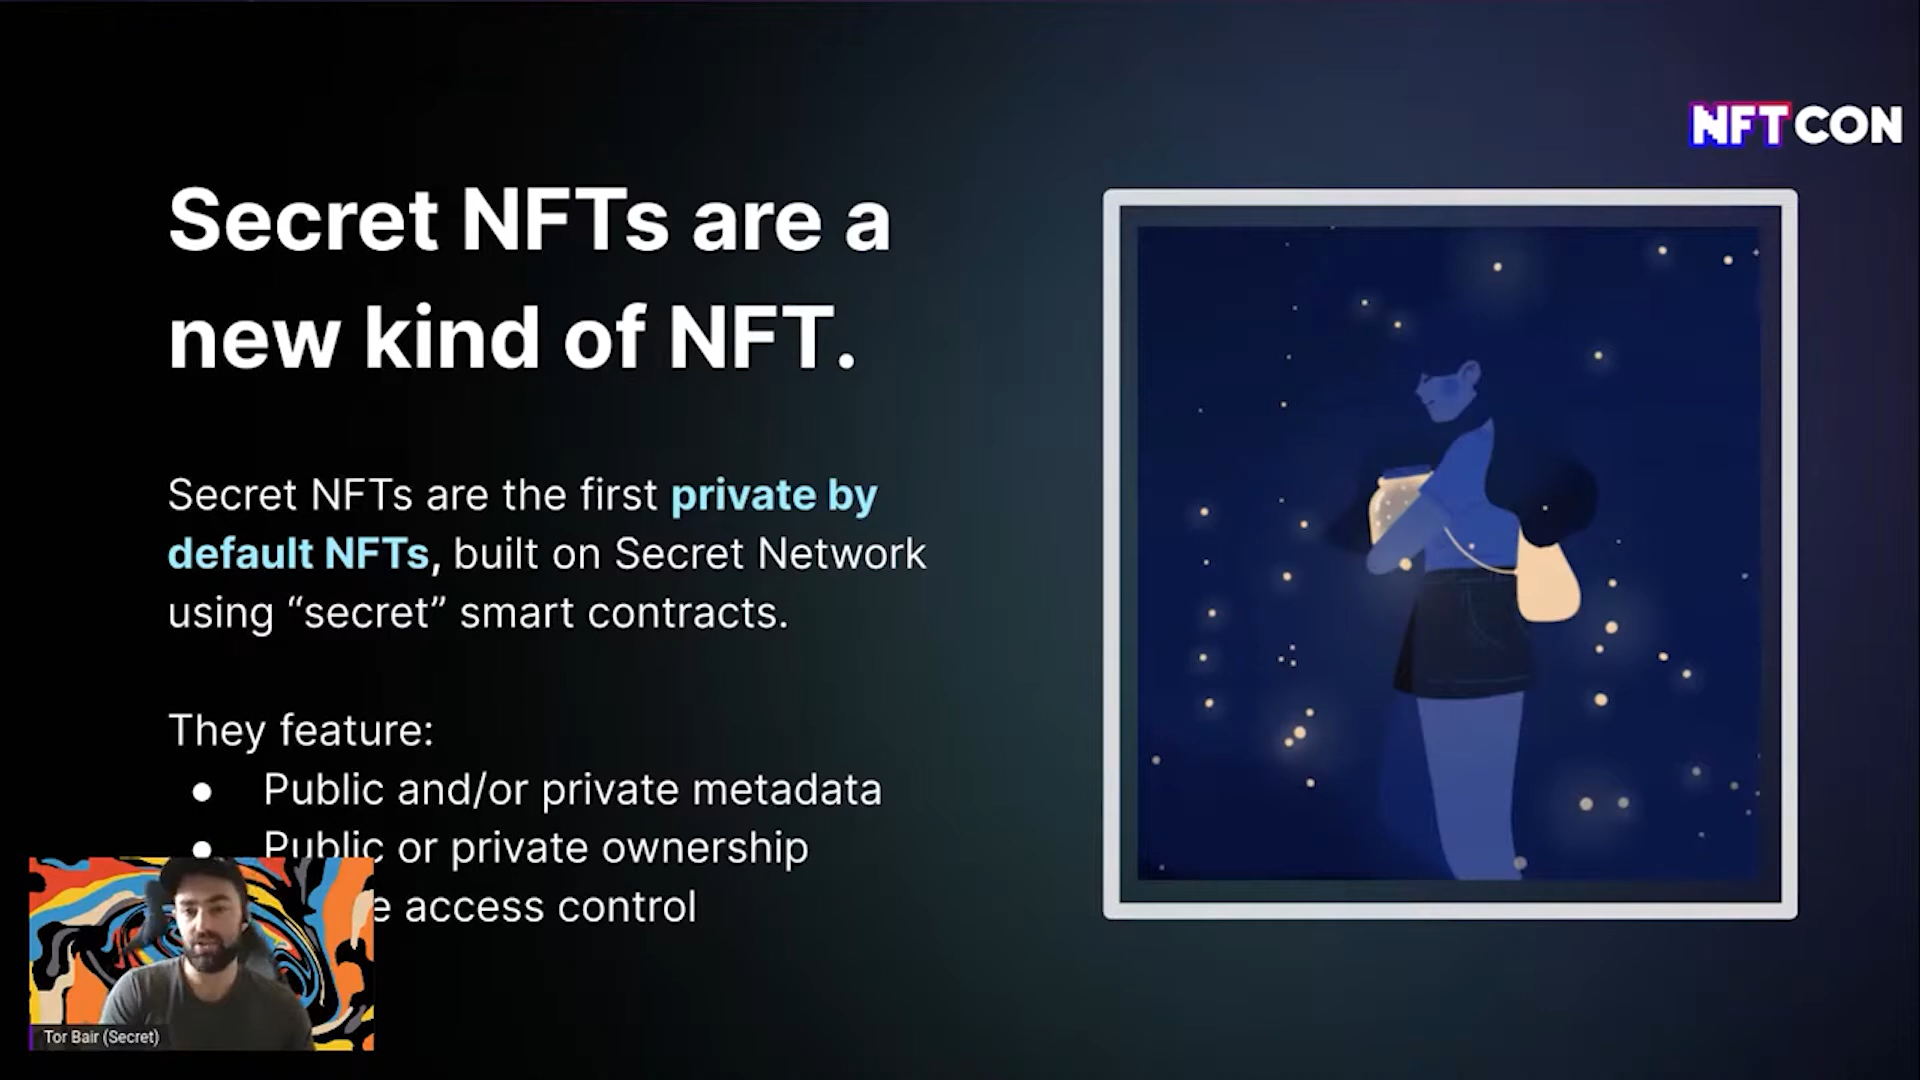 NFTCON
Secret NFTs are a
new kind of NFT.
Secret NFTs are the first private by
default NFTs, built on Secret Network
using “secret” smart contracts.
They feature:
● Public and/or private metadata
● Public or private ownership
access control
Tor Bair (Secret)